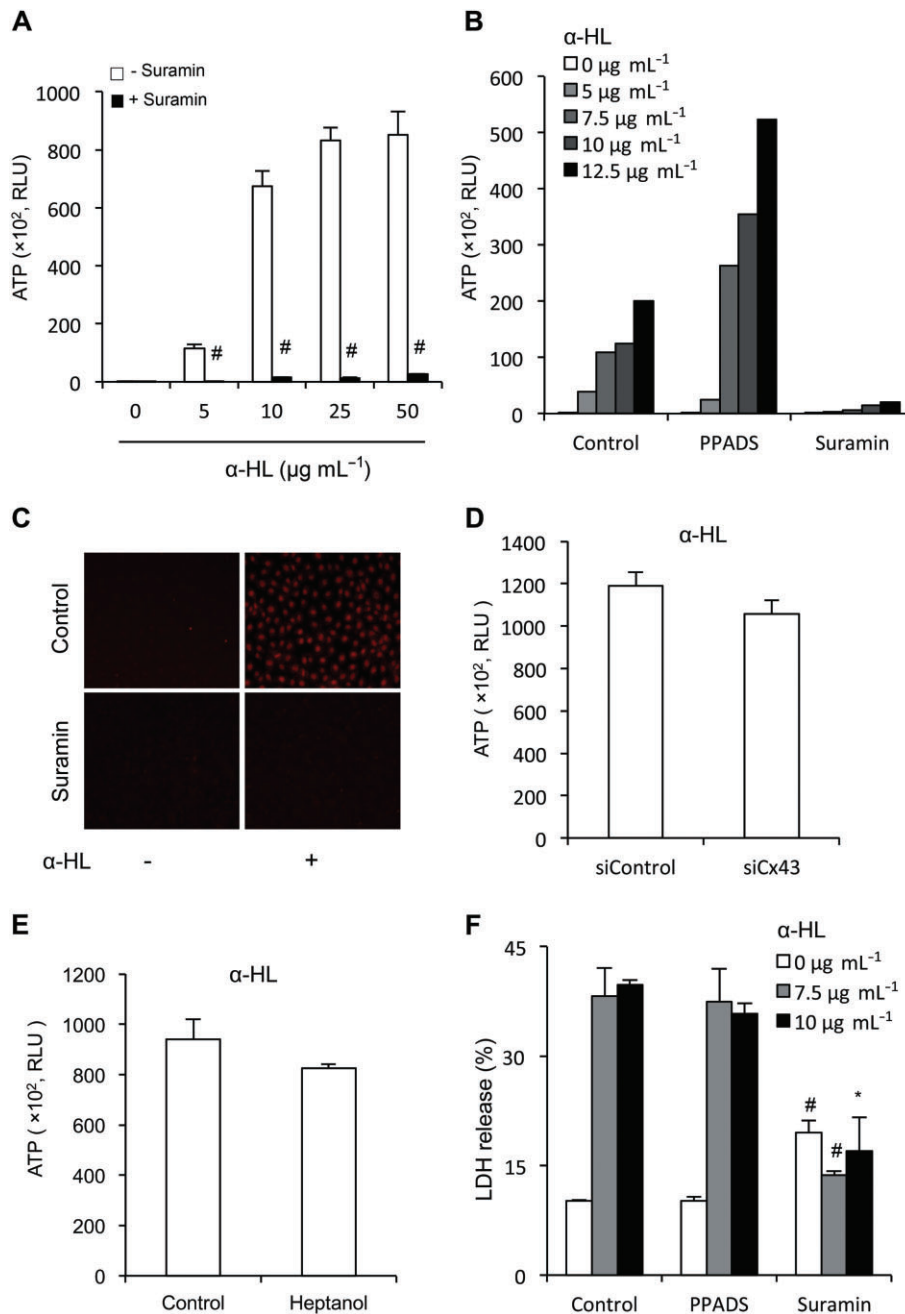 A
- Suramin
+ Suramin
ATP (×10², RLU)
1000
800
600
400
200
0
#
#
#
#
0 5 10 25 50
α-HL (µg mL⁻¹)
B
α-HL
0 µg mL⁻¹
5 µg mL⁻¹
7.5 µg mL⁻¹
10 µg mL⁻¹
12.5 µg mL⁻¹
ATP (×10², RLU)
600
500
400
300
200
100
0
Control PPADS Suramin
C
Control
Suramin
α-HL - +
D
α-HL
ATP ( ×10², RLU )
1400
1200
1000
800
600
400
200
0
siControl siCx43
E
α-HL
ATP ( ×10², RLU )
1200
1000
800
600
400
200
0
Control Heptanol
F
α-HL
0 µg mL⁻¹
7.5 µg mL⁻¹
10 µg mL⁻¹
LDH release (%)
45
30
15
0
#
#
*
Control PPADS Suramin